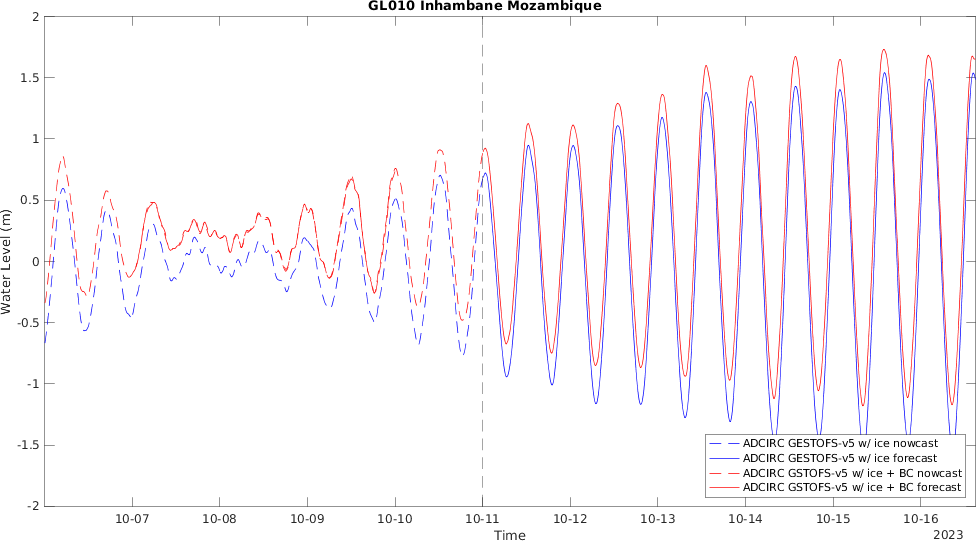 GL010 Inhambane Mozambique
Water Level (m)
2
1.5
1
0.5
0
-0.5
-1
-1.5
-2
10-07
10-08
10-09
10-10
10-11
10-12
10-13
10-14
10-15
10-16
Time
2023
ADCIRC GESTOFS-v5 w/ ice nowcast
ADCIRC GESTOFS-v5 w/ ice forecast
ADCIRC GSTOFS-v5 w/ ice + BC nowcast
ADCIRC GSTOFS-v5 w/ ice + BC forecast